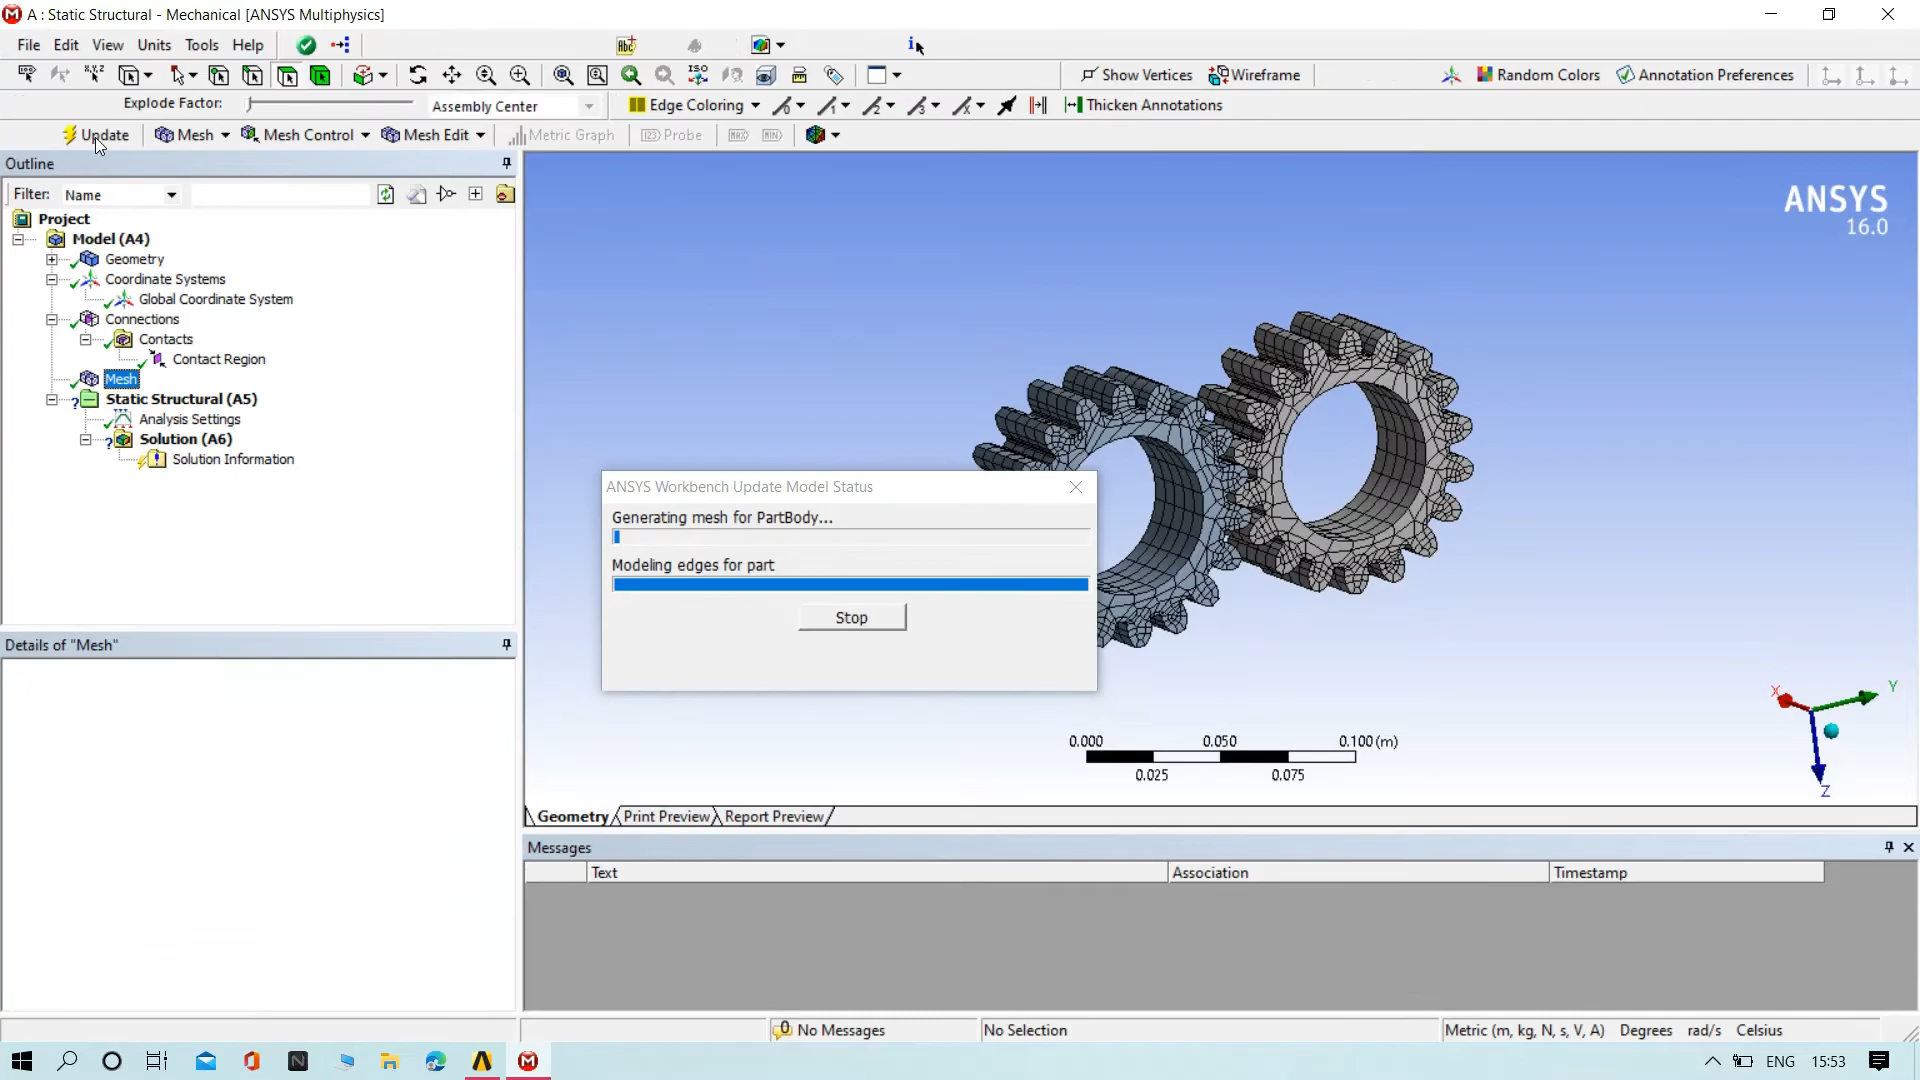 A : Static Structural - Mechanical [ANSYS Multiphysics]
File Edit View Units Tools Help
Show Vertices Wireframe Random Colors Annotation Preferences
Explode Factor: Assembly Center Edge Coloring Thicken Annotations
Update Mesh Mesh Control Mesh Edit Metric Graph Probe
Outline
Filter: Name
Project
Model (A4)
Geometry
Coordinate Systems
Global Coordinate System
Connections
Contacts
Contact Region
Mesh
Static Structural (A5)
Analysis Settings
Solution (A6)
Solution Information
Details of "Mesh"
ANSYS
16.0
ANSYS Workbench Update Model Status
Generating mesh for PartBody...
Modeling edges for part
Stop
X
Y
Z
0.000 0.050 0.100 (m)
0.025 0.075
Geometry Print Preview Report Preview
Messages
Text Association Timestamp
No Messages No Selection Metric (m, kg, N, s, V, A) Degrees rad/s Celsius
ENG 15:53